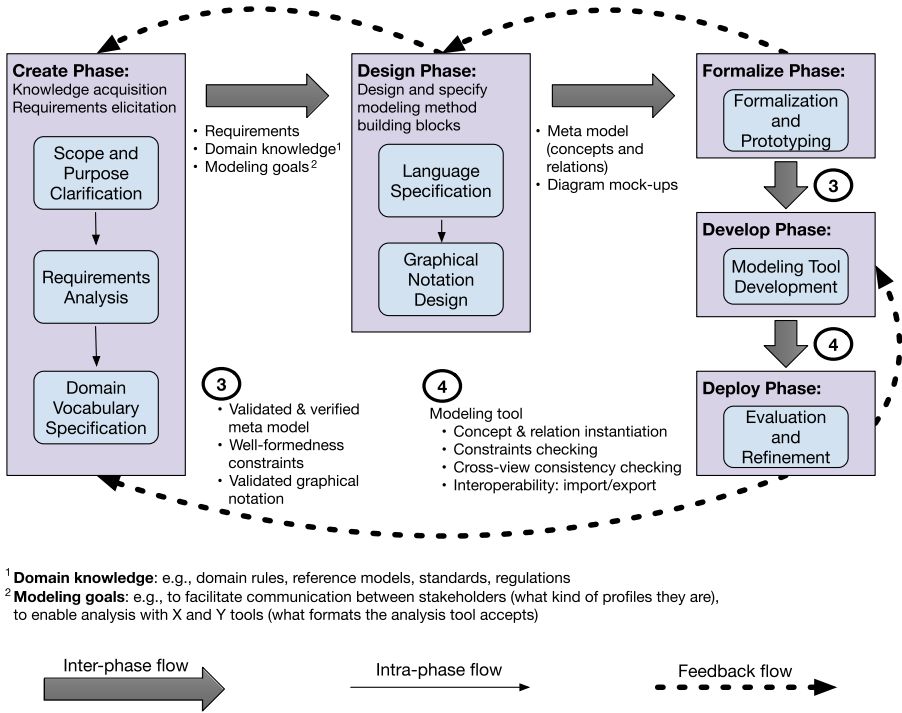 Create Phase:
Knowledge acquisition
Requirements elicitation
Scope and
Purpose
Clarification
Requirements
Analysis
Domain
Vocabulary
Specification
• Requirements
• Domain knowledge¹
• Modeling goals²
Design Phase:
Design and specify
modeling method
building blocks
Language
Specification
Graphical
Notation
Design
• Meta model
(concepts and
relations)
• Diagram mock-ups
Formalize Phase:
Formalization
and
Prototyping
3
Develop Phase:
Modeling Tool
Development
4
Deploy Phase:
Evaluation
and
Refinement
3
• Validated & verified
meta model
• Well-formedness
constraints
• Validated graphical
notation
4
Modeling tool
• Concept & relation instantiation
• Constraints checking
• Cross-view consistency checking
• Interoperability: import/export
¹ Domain knowledge: e.g., domain rules, reference models, standards, regulations
² Modeling goals: e.g., to facilitate communication between stakeholders (what kind of profiles they are),
to enable analysis with X and Y tools (what formats the analysis tool accepts)
Inter-phase flow
Intra-phase flow
Feedback flow